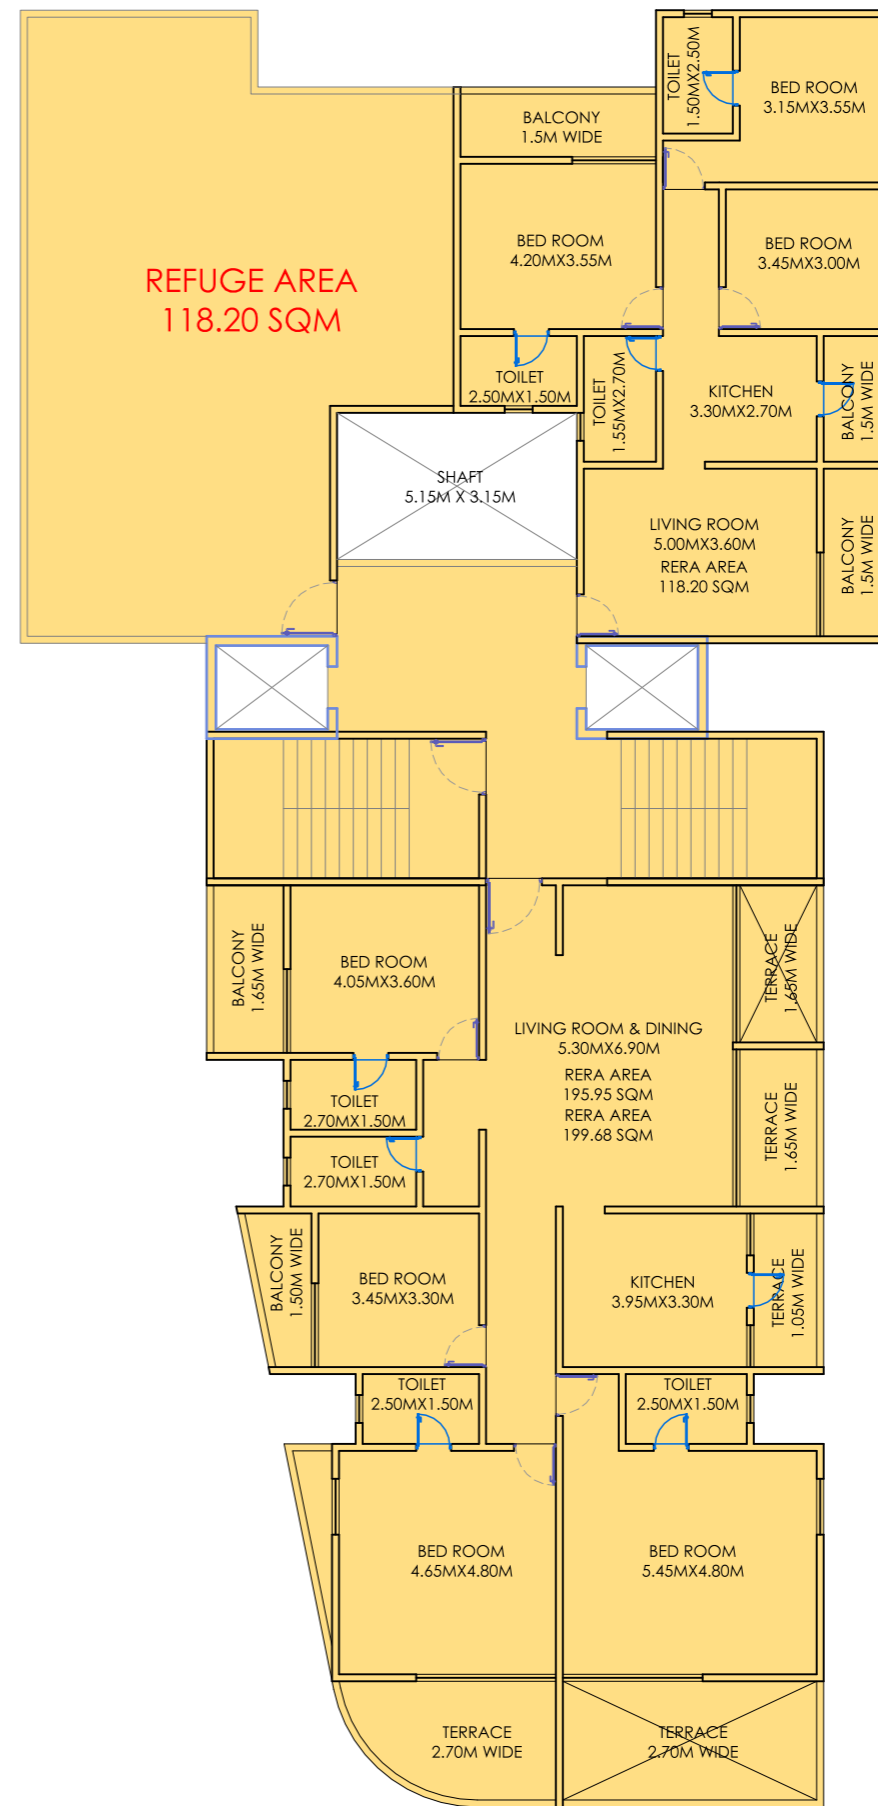 TOILET
1.50MX2.50M
BED ROOM
3.15MX3.55M
BALCONY
1.5M WIDE
BED ROOM
4.20MX3.55M
BED ROOM
3.45MX3.00M
REFUGE AREA
118.20 SQM
TOILET
2.50MX1.50M
TOILET
1.55MX2.70M
KITCHEN
3.30MX2.70M
BALCONY
1.5M WIDE
SHAFT
5.15M X 3.15M
LIVING ROOM
5.00MX3.60M
RERA AREA
118.20 SQM
BALCONY
1.5M WIDE
BALCONY
1.65M WIDE
BED ROOM
4.05MX3.60M
TERRACE
1.65M WIDE
LIVING ROOM & DINING
5.30MX6.90M
RERA AREA
195.95 SQM
RERA AREA
199.68 SQM
TOILET
2.70MX1.50M
TERRACE
1.65M WIDE
TOILET
2.70MX1.50M
BALCONY
1.50M WIDE
BED ROOM
3.45MX3.30M
KITCHEN
3.95MX3.30M
TERRACE
1.05M WIDE
TOILET
2.50MX1.50M
TOILET
2.50MX1.50M
BED ROOM
4.65MX4.80M
BED ROOM
5.45MX4.80M
TERRACE
2.70M WIDE
TERRACE
2.70M WIDE